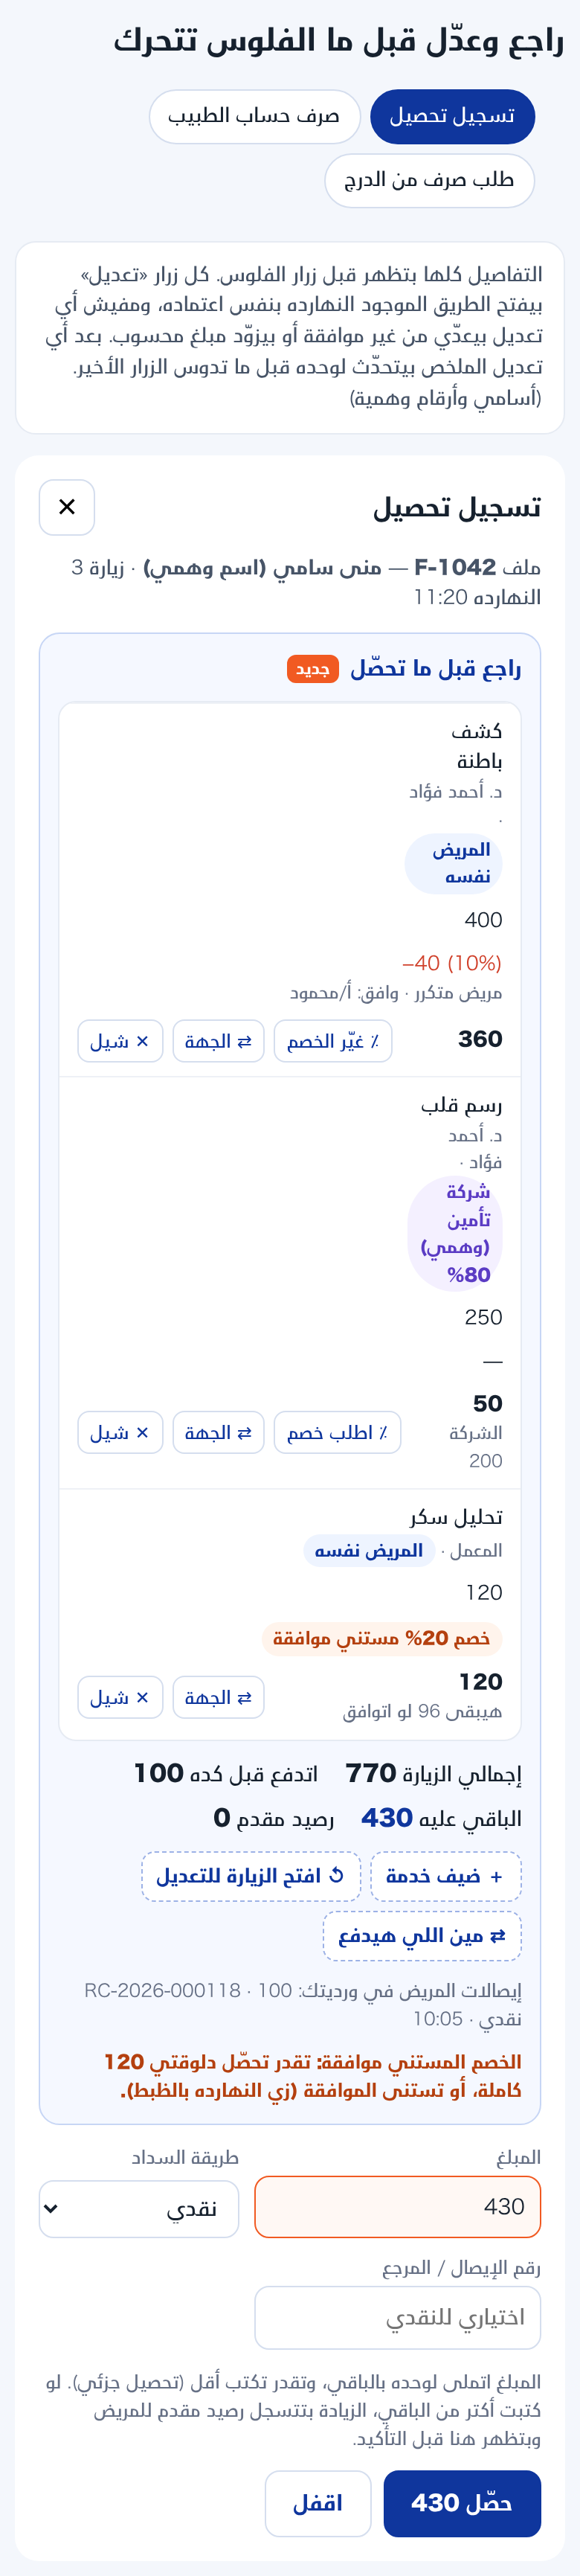 راجع وعدّل قبل ما الفلوس تتحرك
تسجيل تحصيل
صرف حساب الطبيب
طلب صرف من الدرج
التفاصيل كلها بتظهر قبل زرار الفلوس. كل زرار «تعديل»
بيفتح الطريق الموجود النهارده بنفس اعتماده، ومفيش أي
تعديل بيعدّي من غير موافقة أو بيزوّد مبلغ محسوب. بعد أي
تعديل الملخص بيتحدّث لوحده قبل ما تدوس الزرار الأخير.
(أسامي وأرقام وهمية)
تسجيل تحصيل
✕
ملف F-1042 — منى سامي (اسم وهمي) · زيارة 3
النهارده 11:20
راجع قبل ما تحصّل جديد
كشف
باطنة
د. أحمد فؤاد
·
المريض
نفسه
400
−40 (10%)
مريض متكرر · وافق: أ/محمود
360
٪ غيّر الخصم
⇄ الجهة
✕ شيل
رسم قلب
د. أحمد
فؤاد ·
شركة
تأمين
(وهمي)
80%
250
—
50
الشركة
200
٪ اطلب خصم
⇄ الجهة
✕ شيل
تحليل سكر
المعمل · المريض نفسه
120
خصم 20% مستني موافقة
120
هيبقى 96 لو اتوافق
⇄ الجهة
✕ شيل
إجمالي الزيارة 770 اتدفع قبل كده 100
الباقي عليه 430 رصيد مقدم 0
+ ضيف خدمة
↺ افتح الزيارة للتعديل
⇄ مين اللي هيدفع
إيصالات المريض في ورديتك: RC-2026-000118 · 100
نقدي · 10:05
الخصم المستني موافقة: تقدر تحصّل دلوقتي 120
كاملة، أو تستنى الموافقة (زي النهارده بالظبط).
المبلغ
طريقة السداد
430
نقدي
رقم الإيصال / المرجع
اختياري للنقدي
المبلغ اتملى لوحده بالباقي، وتقدر تكتب أقل (تحصيل جزئي). لو
كتبت أكتر من الباقي، الزيادة بتتسجل رصيد مقدم للمريض
وبتظهر هنا قبل التأكيد.
حصّل 430
اقفل